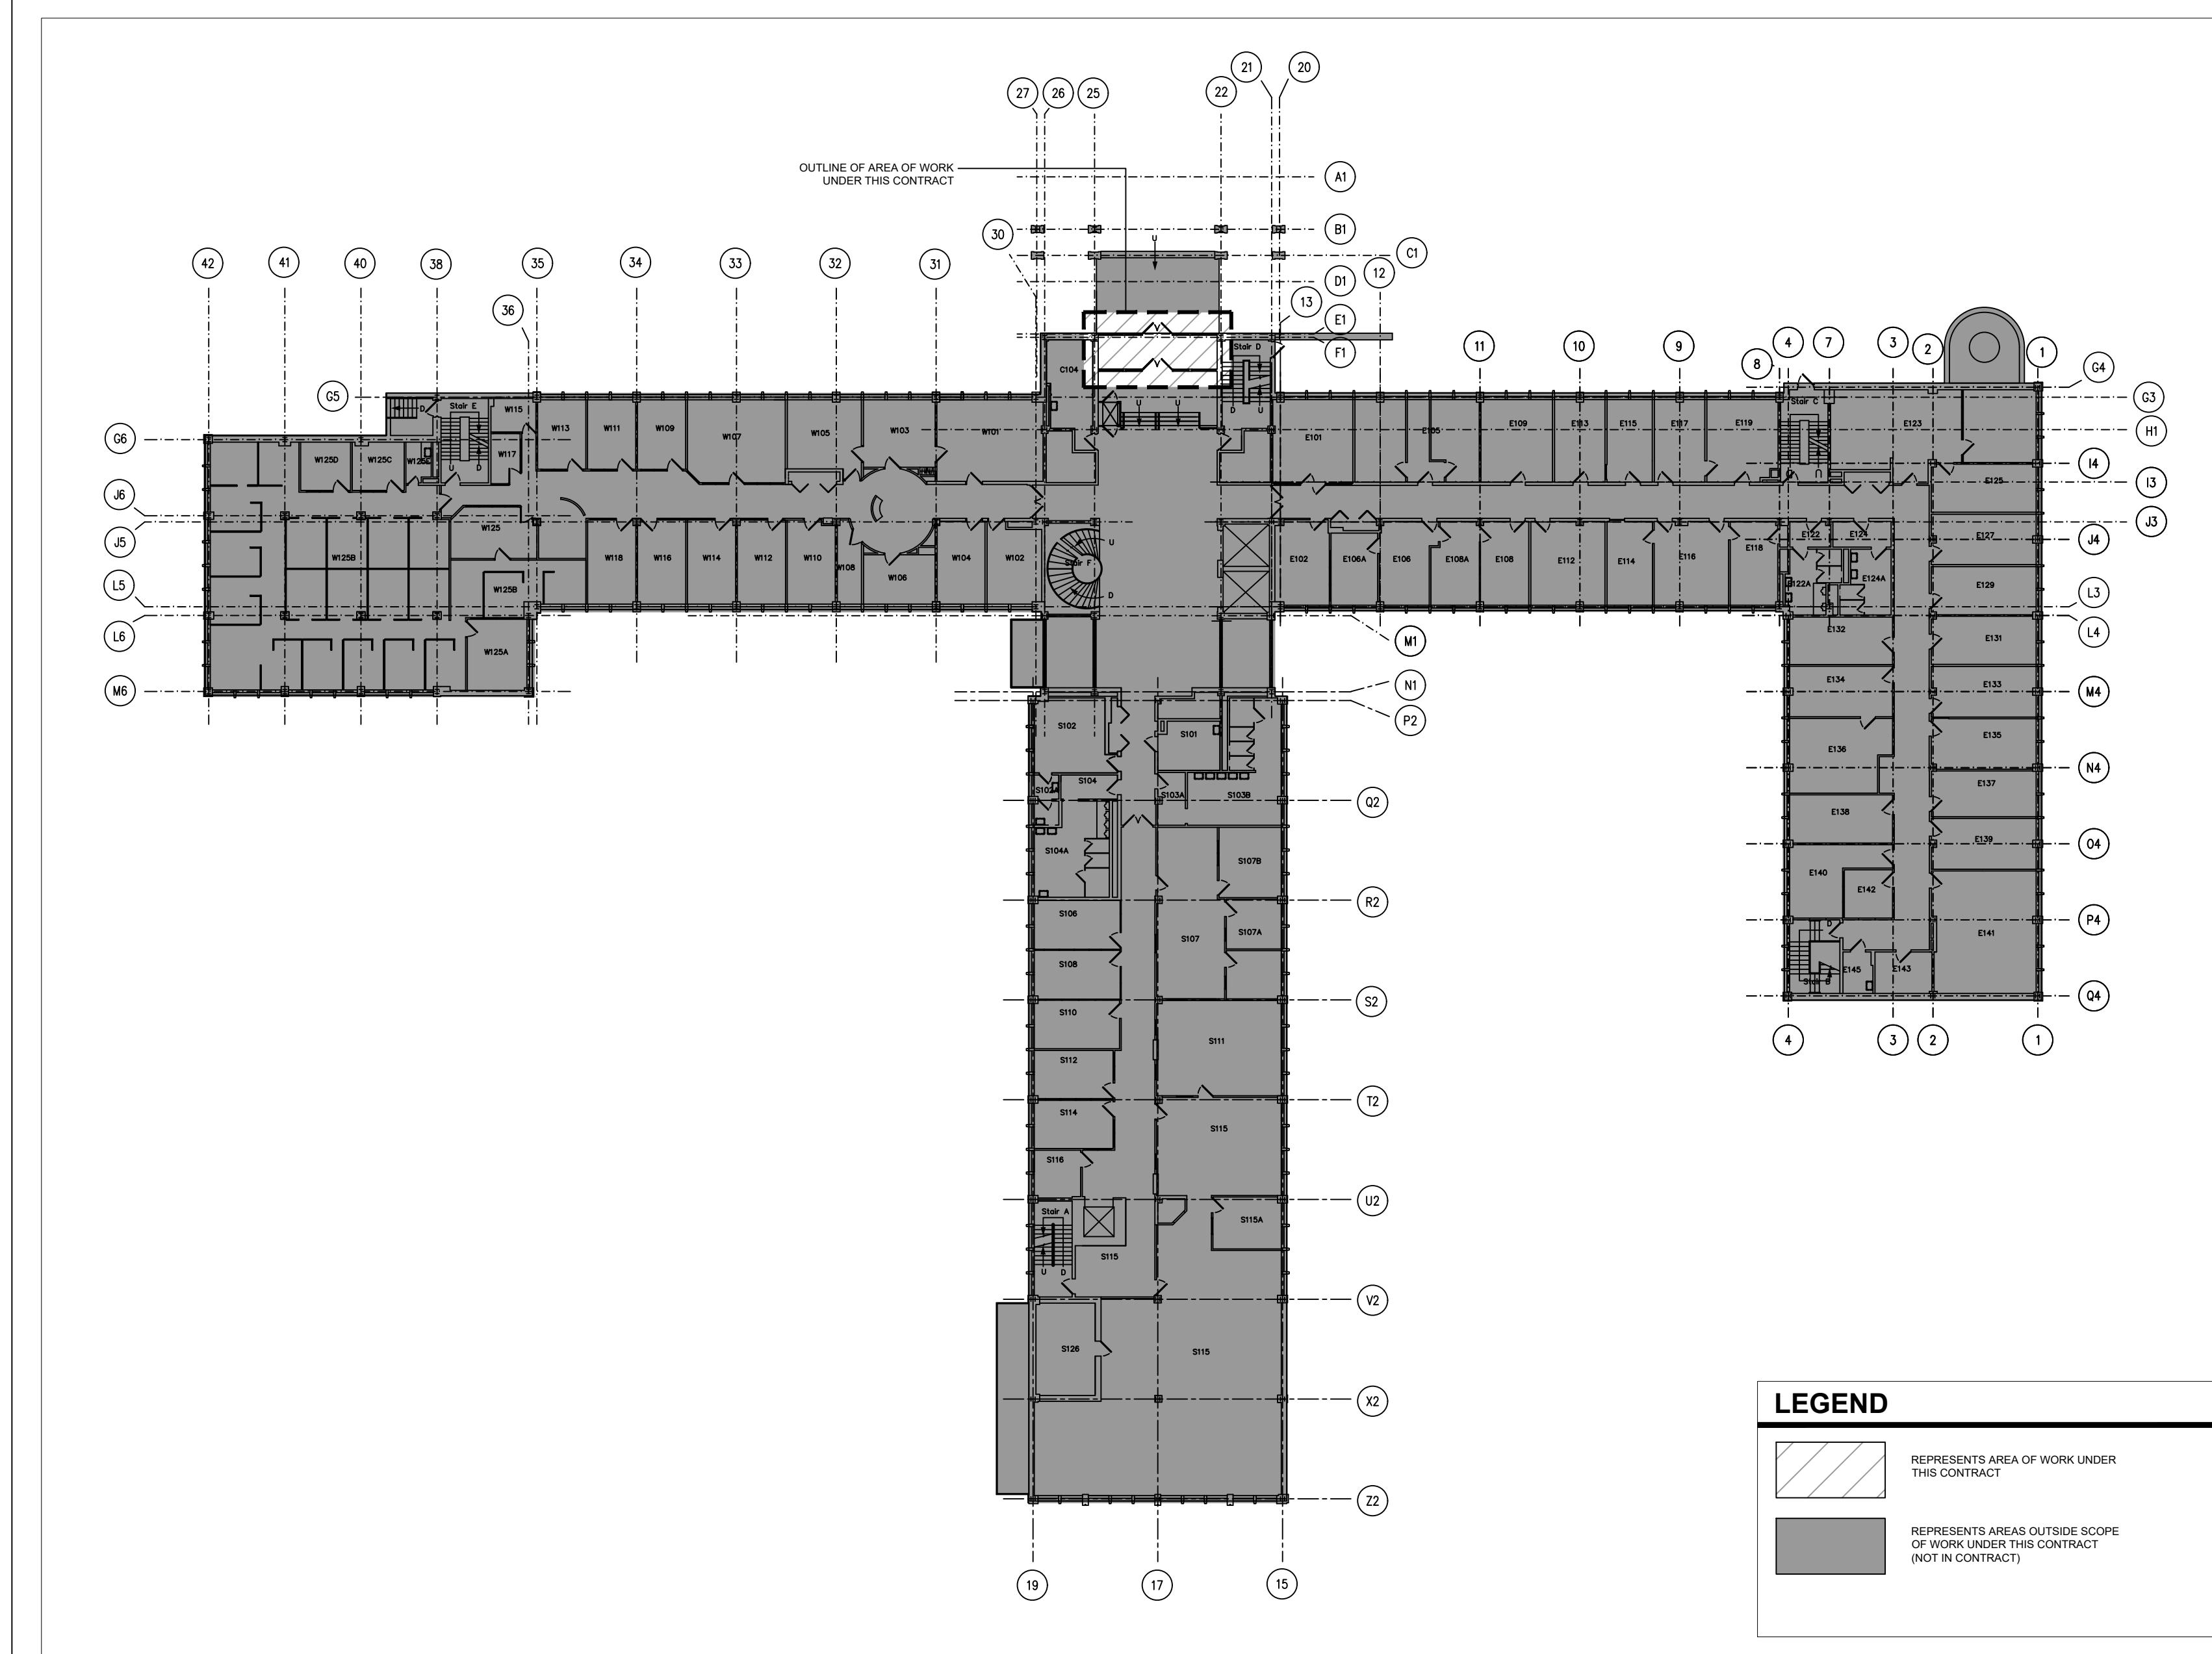 21
20
27
26
25
22
OUTLINE OF AREA OF WORK
UNDER THIS CONTRACT
A1
B1
30
C1
42
41
40
38
35
34
33
32
31
U
12
D1
36
13
E1
F1
Stair D
11
10
9
8
4
7
3
2
1
C104
G4
G5
D
Stair E
W115
Stair C
G3
W113
W111
W109
W107
W105
W103
W101
U
U
D
U
E101
E105
E109
E113
E115
E117
E119
E123
H1
G6
W125D
W125C
W125E
W117
U
D
U
I4
E125
I3
J6
J5
W125
J3
W125B
W118
W116
W114
W112
W110
W108
W106
W104
W102
U
Stair F
D
E102
E106A
E106
E108A
E108
E112
E114
E116
E118
E122
E124
E127
J4
E122A
E124A
E129
L5
W125B
L3
L6
E132
E131
L4
W125A
M1
M6
E134
E133
M4
N1
P2
S102
S101
E136
E135
N4
S104
S102A
S103A
S103B
Q2
E138
E137
S104A
S107B
E139
O4
E140
E142
R2
S106
S107
S107A
D
P4
E141
S108
Stair B
E145
E143
S2
Q4
S110
S111
4
3
2
1
S112
T2
S114
S115
S116
U2
Stair A
S115A
S115
U
D
V2
S126
S115
X2
LEGEND
REPRESENTS AREA OF WORK UNDER
THIS CONTRACT
Z2
REPRESENTS AREAS OUTSIDE SCOPE
OF WORK UNDER THIS CONTRACT
(NOT IN CONTRACT)
19
17
15